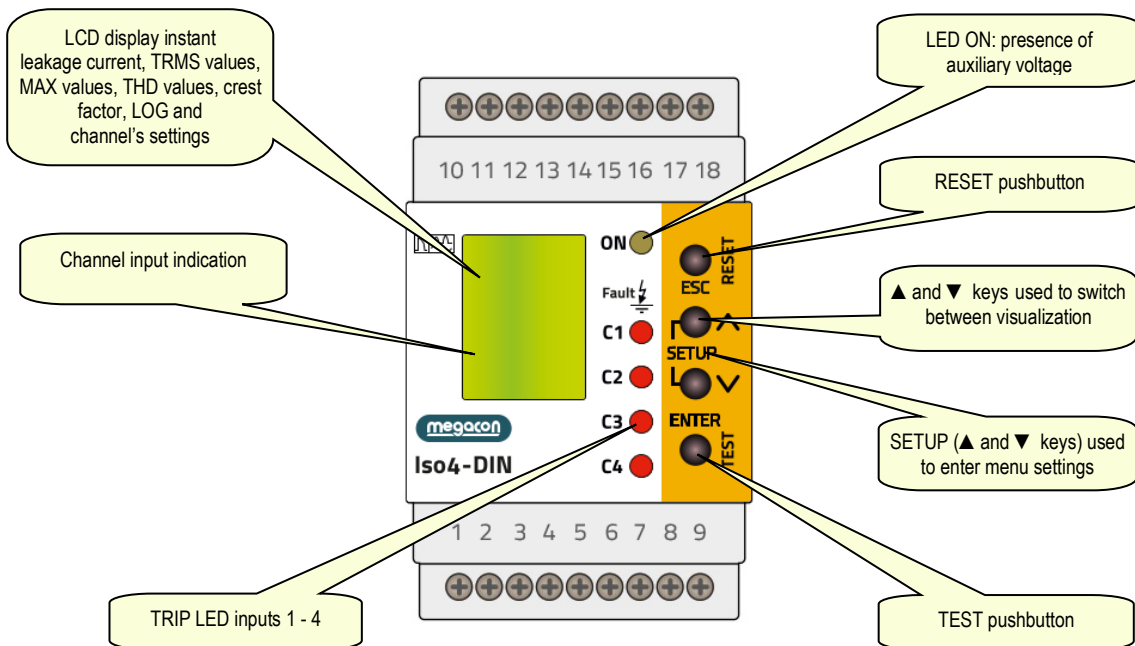 LCD display instant
leakage current, TRMS values,
MAX values, THD values, crest
factor, LOG and
channel's settings
Channel input indication
TRIP LED inputs 1 - 4
10 11 12 13 14 15 16 17 18
ON
Fault
C1
C2
C3
C4
megacon
Iso4-DIN
RESET
ESC
SETUP
ENTER
TEST
1 2 3 4 5 6 7 8 9
LED ON: presence of
auxiliary voltage
RESET pushbutton
▲ and ▼ keys used to switch
between visualization
SETUP (▲ and ▼ keys) used
to enter menu settings
TEST pushbutton